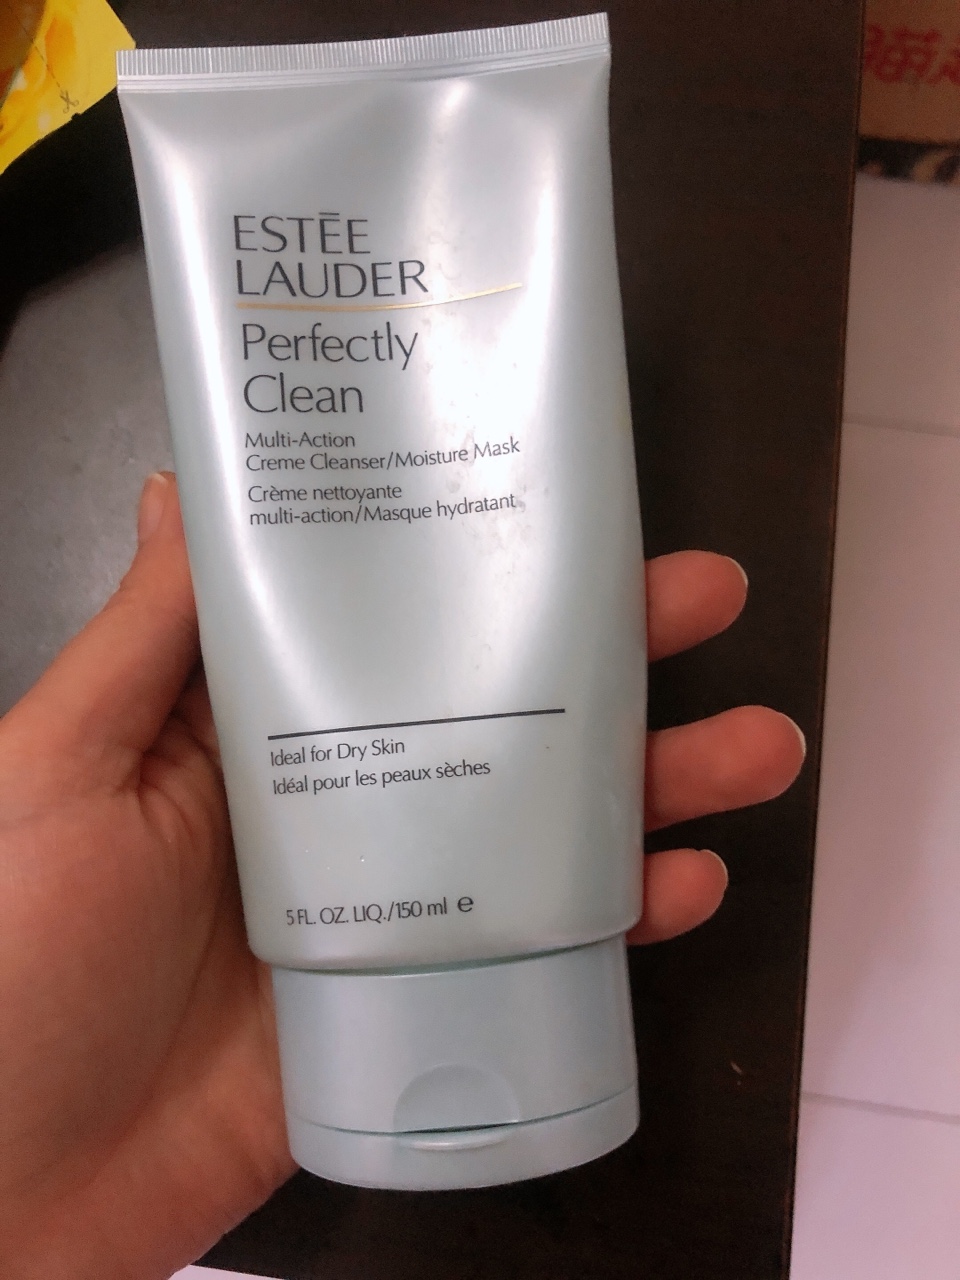 ESTĒE
LAUDER
Perfectly
Clean
Multi-Action
Creme Cleanser/Moisture Mask
Crème nettoyante
multi-action/Masque hydratant
Ideal for Dry Skin
Idéal pour les peaux sèches
5 FL. OZ. LIQ./150 ml ℮